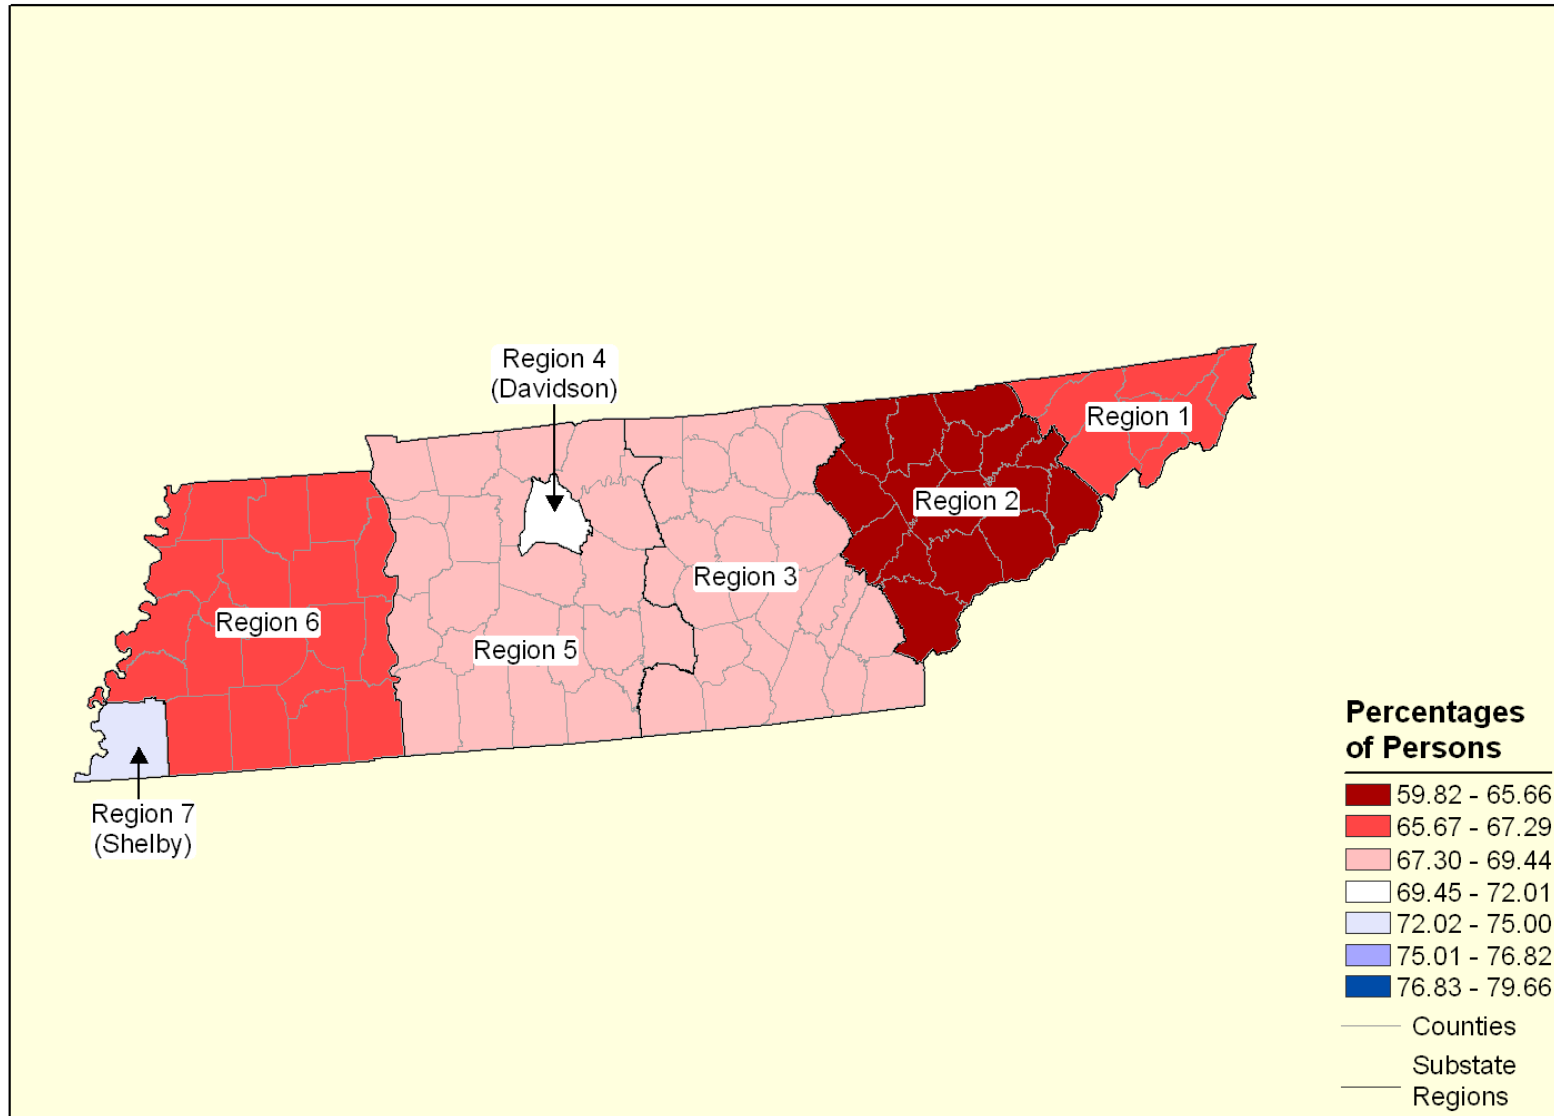 Region 4
(Davidson)
Region 1
Region 2
Region 3
Region 6
Region 5
Region 7
(Shelby)
Percentages
of Persons
59.82 - 65.66
65.67 - 67.29
67.30 - 69.44
69.45 - 72.01
72.02 - 75.00
75.01 - 76.82
76.83 - 79.66
Counties
Substate
Regions